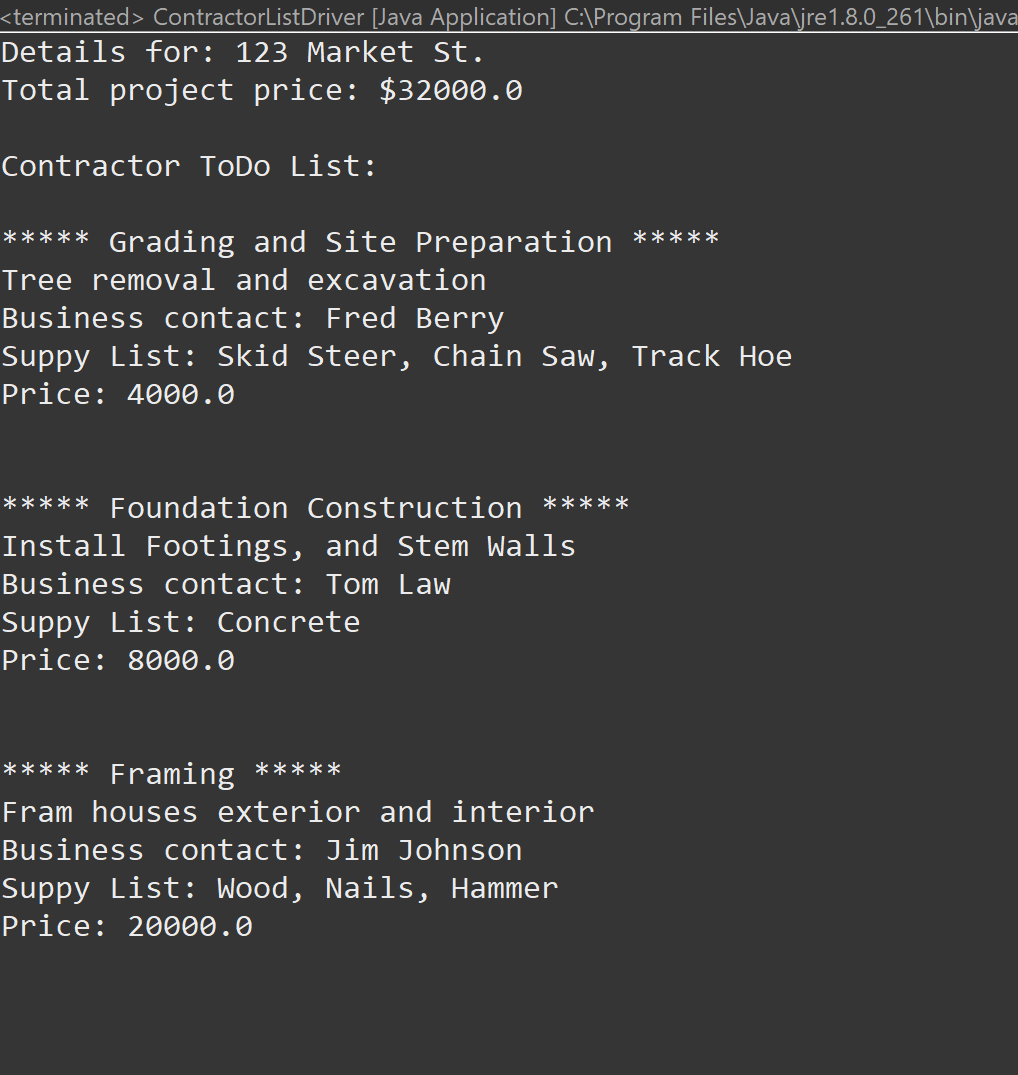 <terminated> ContractorListDriver [Java Application] C:\Program Files\Java\jre1.8.0_261\bin\java
Details for: 123 Market St.
Total project price: $32000.0
Contractor ToDo List:
***** Grading and Site Preparation *****
Tree removal and excavation
Business contact: Fred Berry
Suppy List: Skid Steer, Chain Saw, Track Hoe
Price: 4000.0
***** Foundation Construction *****
Install Footings, and Stem Walls
Business contact: Tom Law
Suppy List: Concrete
Price: 8000.0
***** Framing *****
Fram houses exterior and interior
Business contact: Jim Johnson
Suppy List: Wood, Nails, Hammer
Price: 20000.0